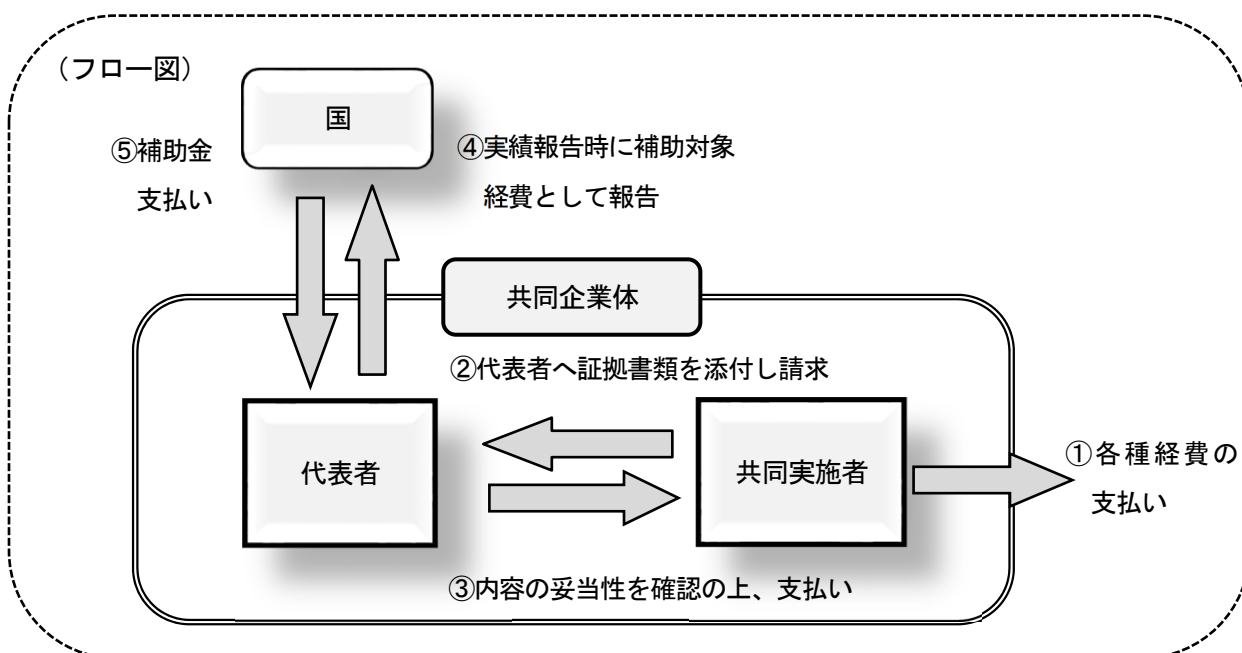 （フロー図）
国
⑤補助金
支払い
④実績報告時に補助対象
経費として報告
共同企業体
②代表者へ証拠書類を添付し請求
代表者
共同実施者
①各種経費の
支払い
③内容の妥当性を確認の上、支払い